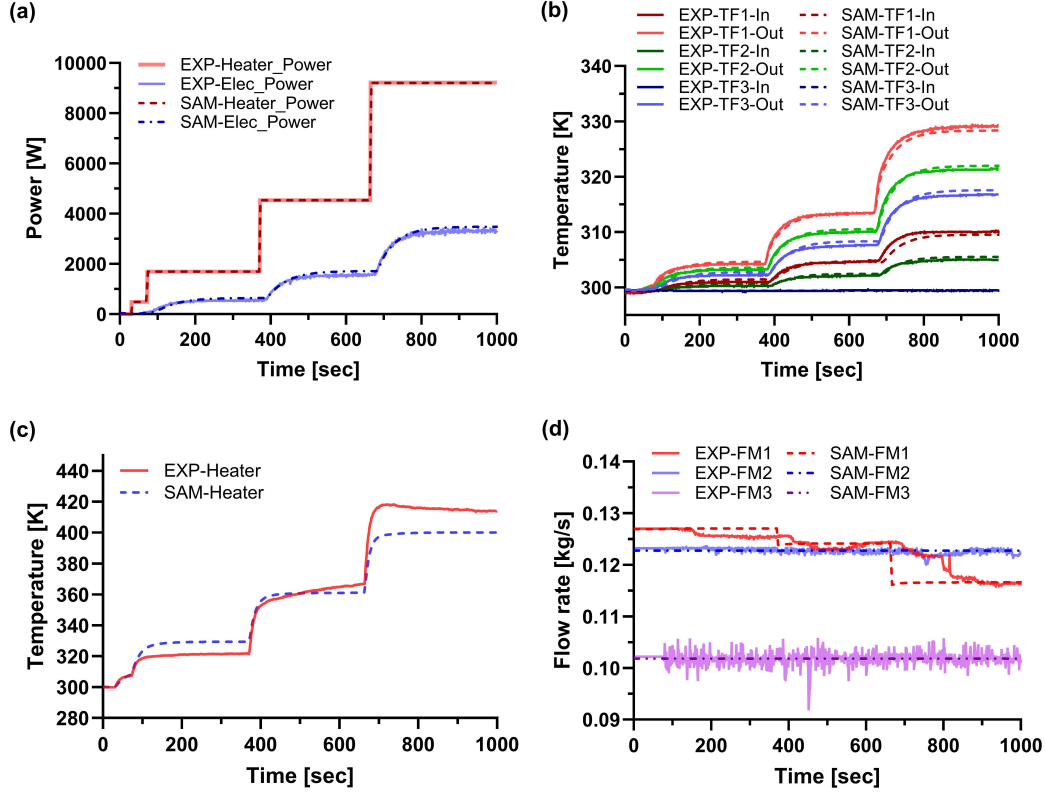 (a)
EXP-Heater_Power
EXP-Elec_Power
SAM-Heater_Power
SAM-Elec_Power
10000
8000
6000
4000
2000
0
Power [W]
0 200 400 600 800 1000
Time [sec]
(b)
EXP-TF1-In SAM-TF1-In
EXP-TF1-Out SAM-TF1-Out
EXP-TF2-In SAM-TF2-In
EXP-TF2-Out SAM-TF2-Out
EXP-TF3-In SAM-TF3-In
EXP-TF3-Out SAM-TF3-Out
340
330
320
310
300
Temperature [K]
0 200 400 600 800 1000
Time [sec]
(c)
EXP-Heater
SAM-Heater
440
420
400
380
360
340
320
300
280
Temperature [K]
0 200 400 600 800 1000
Time [sec]
(d)
EXP-FM1 SAM-FM1
EXP-FM2 SAM-FM2
EXP-FM3 SAM-FM3
0.14
0.13
0.12
0.11
0.10
0.09
Flow rate [kg/s]
0 200 400 600 800 1000
Time [sec]